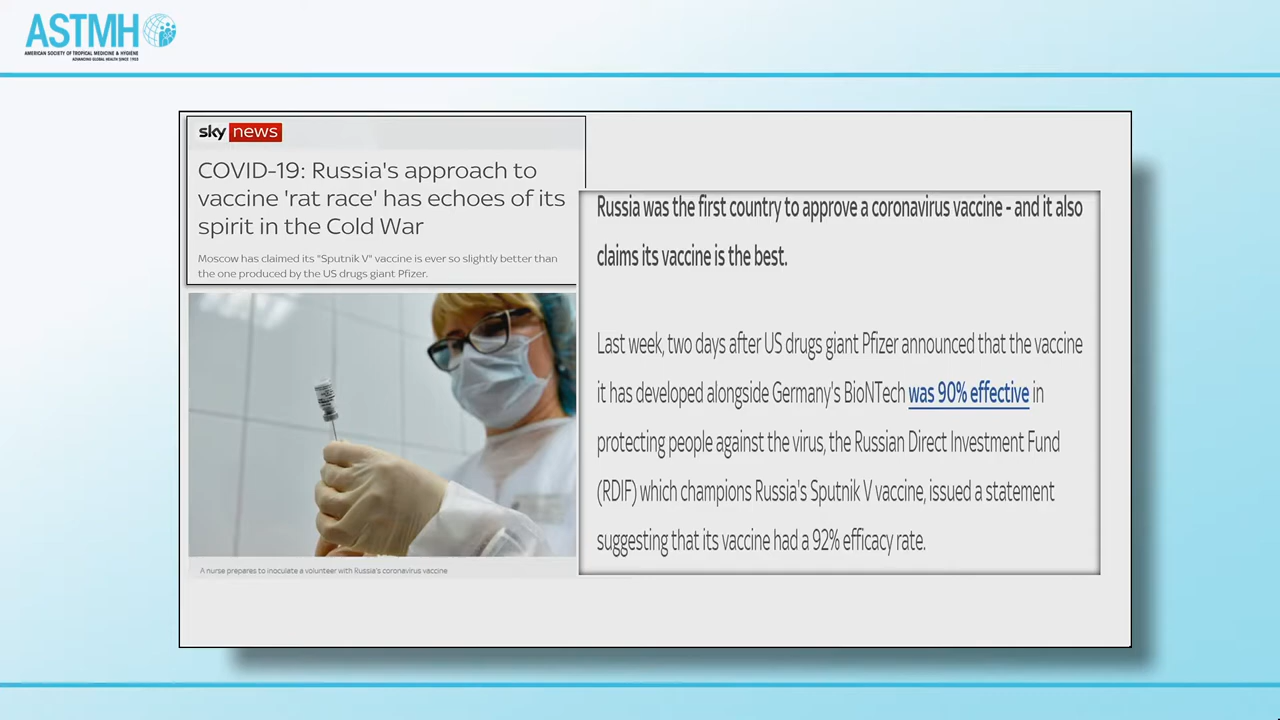 ASTMH
AMERICAN SOCIETY OF TROPICAL MEDICINE & HYGIENE
ADVANCING GLOBAL HEALTH SINCE 1903
sky news
COVID-19: Russia's approach to
vaccine 'rat race' has echoes of its
spirit in the Cold War
Moscow has claimed its "Sputnik V" vaccine is ever so slightly better than
the one produced by the US drugs giant Pfizer.
A nurse prepares to inoculate a volunteer with Russia's coronavirus vaccine
Russia was the first country to approve a coronavirus vaccine - and it also
claims its vaccine is the best.
Last week, two days after US drugs giant Pfizer announced that the vaccine
it has developed alongside Germany's BioNTech was 90% effective in
protecting people against the virus, the Russian Direct Investment Fund
(RDIF) which champions Russia's Sputnik V vaccine, issued a statement
suggesting that its vaccine had a 92% efficacy rate.